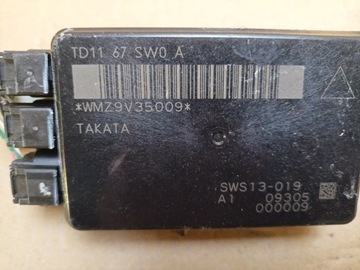 TD11 67 SW0 A
*WMZ9V35009*
TAKATA
SWS13-019
A1 09305
000009